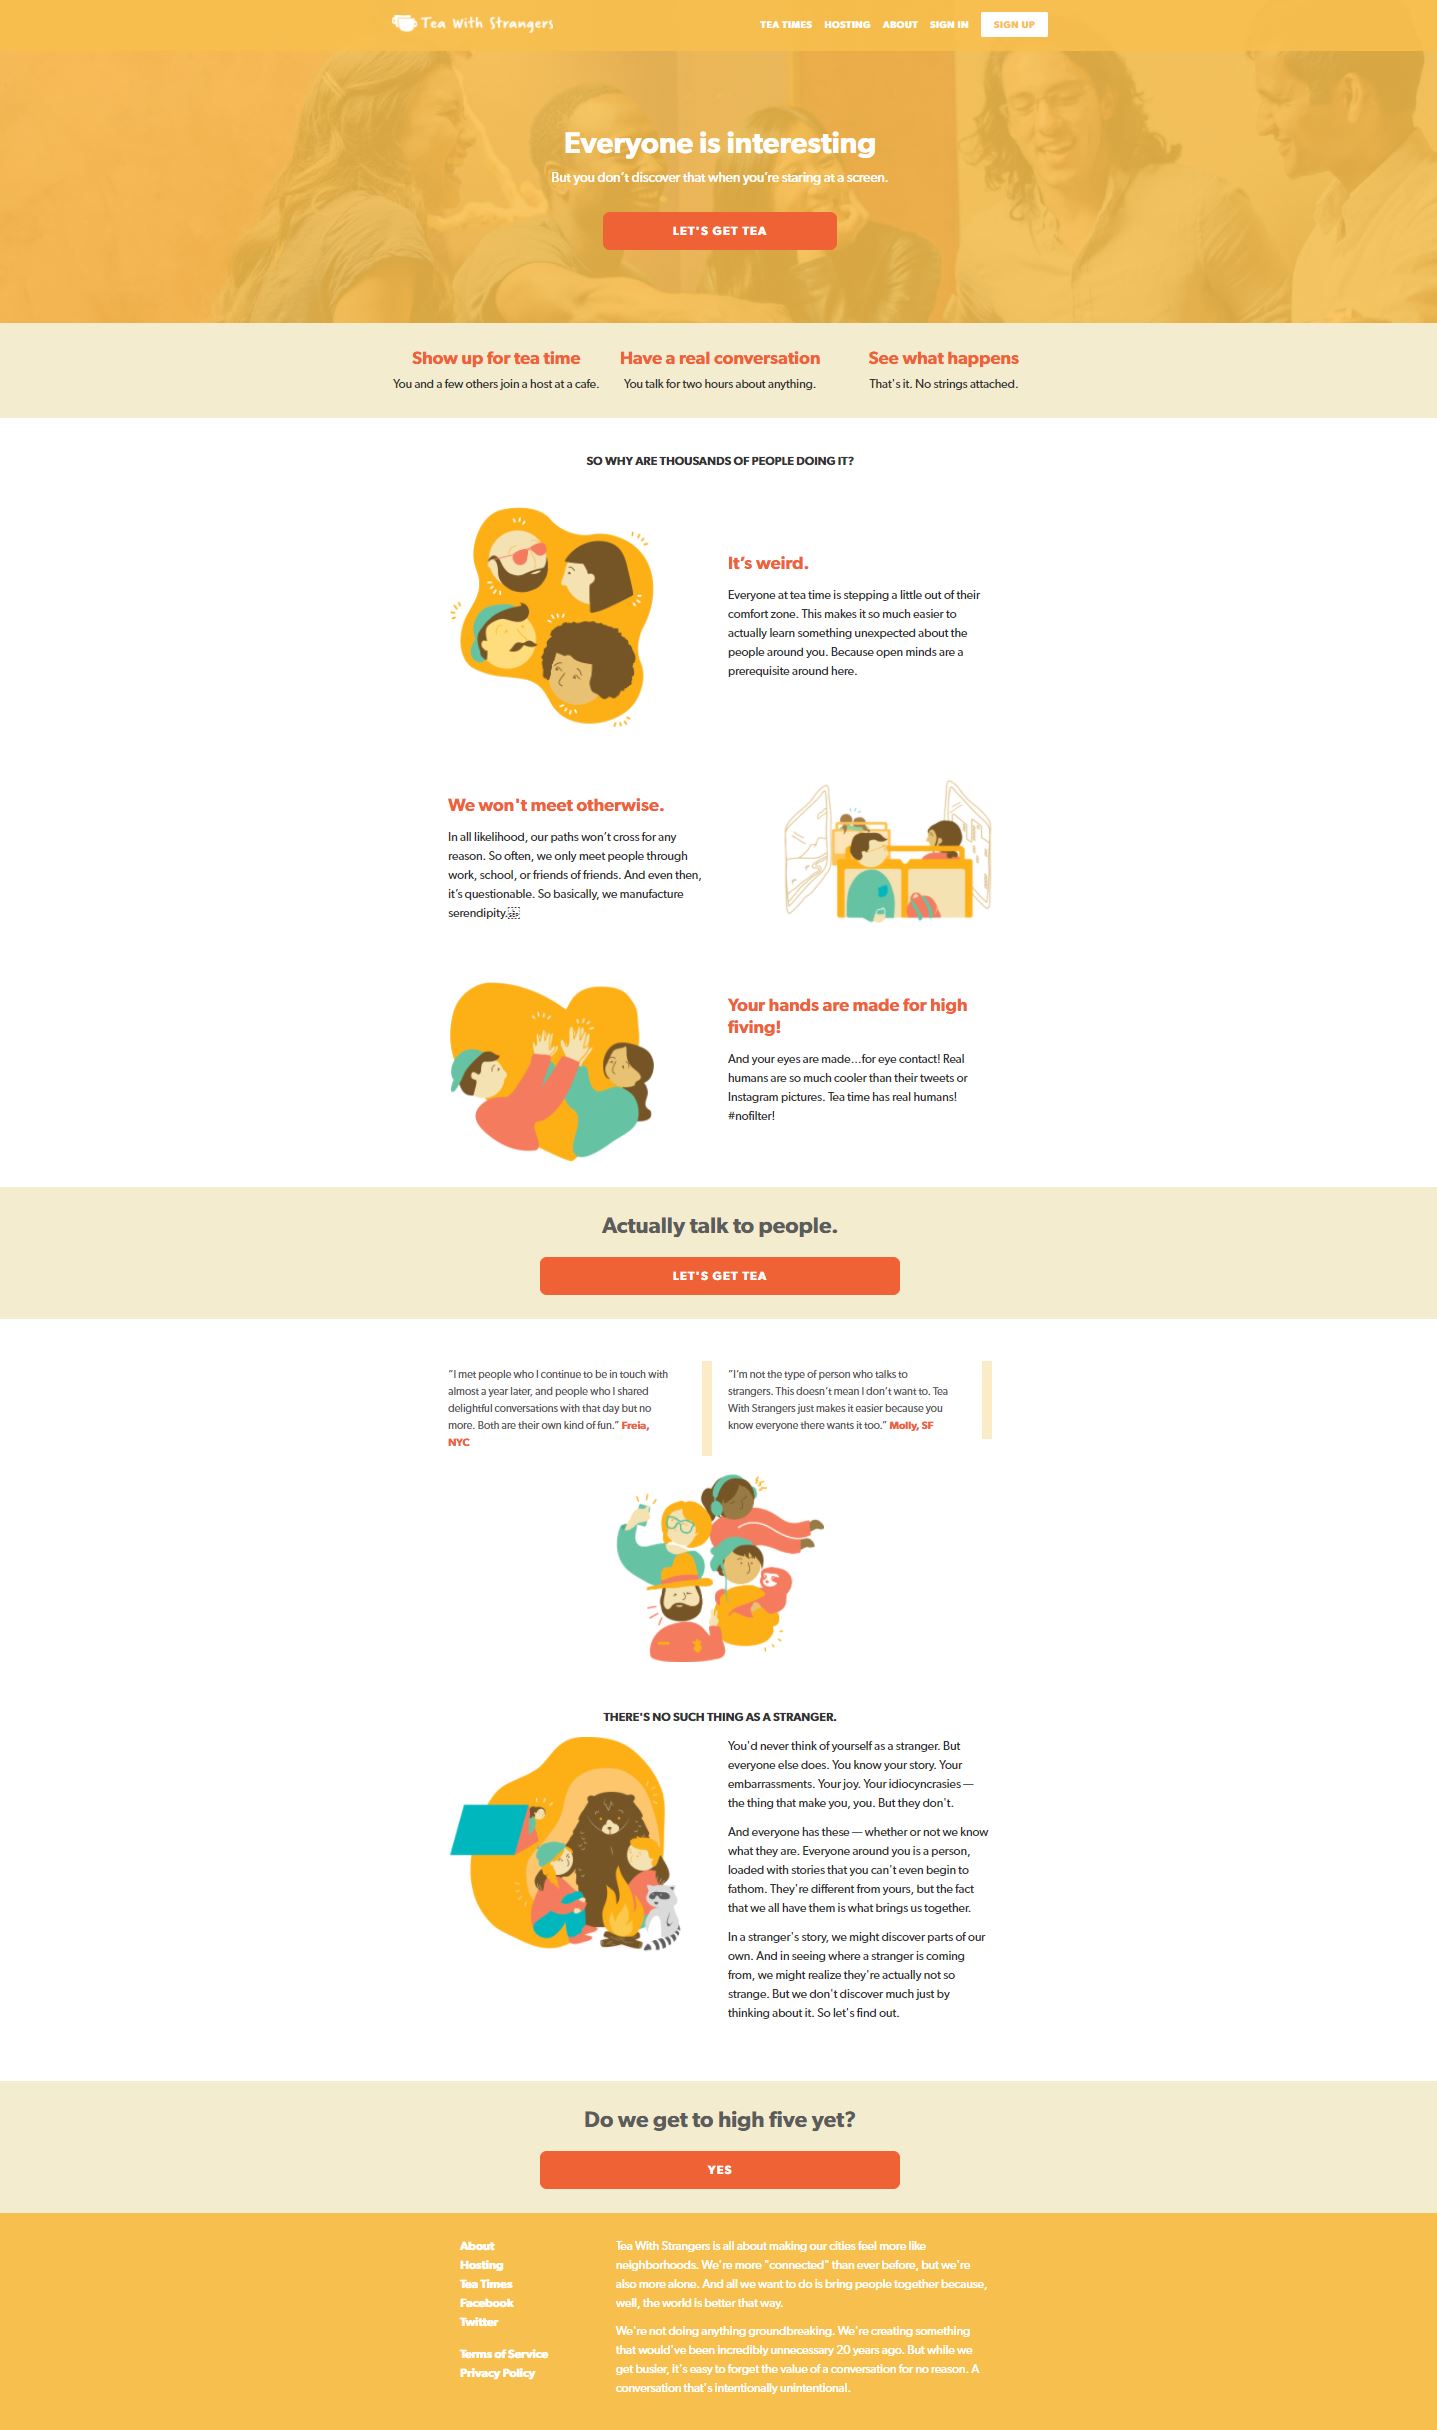 Tea With Strangers
TEA TIMES HOSTING ABOUT SIGN IN SIGN UP
Everyone is interesting
But you don't discover that when you're staring at a screen.
LET'S GET TEA
Show up for tea time
You and a few others join a host at a cafe.
Have a real conversation
You talk for two hours about anything.
See what happens
That's it. No strings attached.
SO WHY ARE THOUSANDS OF PEOPLE DOING IT?
It's weird.
Everyone at tea time is stepping a little out of their
comfort zone. This makes it so much easier to
actually learn something unexpected about the
people around you. Because open minds are a
prerequisite around here.
We won't meet otherwise.
In all likelihood, our paths won't cross for any
reason. So often, we only meet people through
work, school, or friends of friends. And even then,
it's questionable. So basically, we manufacture
serendipity.
Your hands are made for high
fiving!
And your eyes are made...for eye contact! Real
humans are so much cooler than their tweets or
Instagram pictures. Tea time has real humans!
#nofilter!
Actually talk to people.
LET'S GET TEA
"I met people who I continue to be in touch with
almost a year later, and people who I shared
delightful conversations with that day but no
more. Both are their own kind of fun." Freia,
NYC
"I'm not the type of person who talks to
strangers. This doesn't mean I don't want to. Tea
With Strangers just makes it easier because you
know everyone there wants it too." Molly, SF
THERE'S NO SUCH THING AS A STRANGER.
You'd never think of yourself as a stranger. But
everyone else does. You know your story. Your
embarrassments. Your joy. Your idiocyncrasies —
the thing that make you, you. But they don't.
And everyone has these — whether or not we know
what they are. Everyone around you is a person,
loaded with stories that you can't even begin to
fathom. They're different from yours, but the fact
that we all have them is what brings us together.
In a stranger's story, we might discover parts of our
own. And in seeing where a stranger is coming
from, we might realize they're actually not so
strange. But we don't discover much just by
thinking about it. So let's find out.
Do we get to high five yet?
YES
About
Hosting
Tea Times
Facebook
Twitter
Terms of Service
Privacy Policy
Tea With Strangers is all about making our cities feel more like
neighborhoods. We're more "connected" than ever before, but we're
also more alone. And all we want to do is bring people together because,
well, the world is better that way.
We're not doing anything groundbreaking. We're creating something
that would've been incredibly unnecessary 20 years ago. But while we
get busier, it's easy to forget the value of a conversation for no reason. A
conversation that's intentionally unintentional.